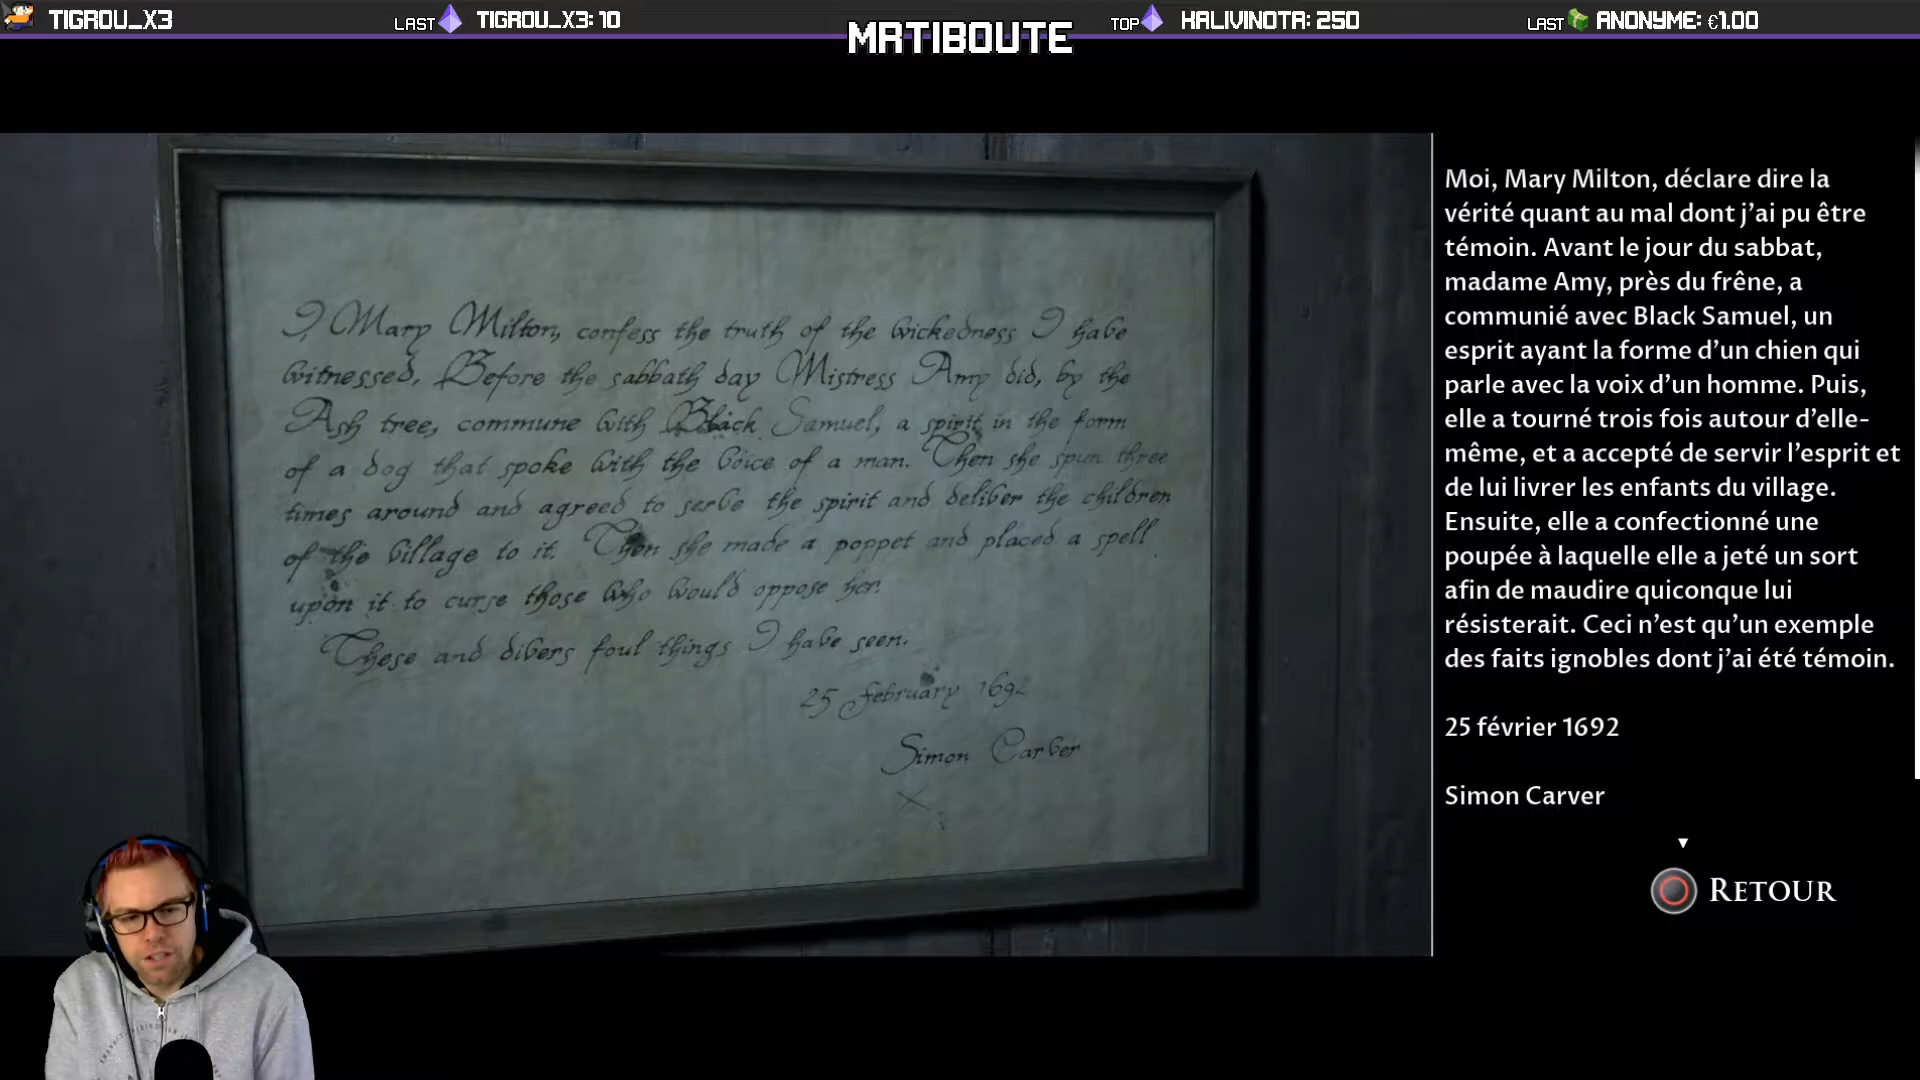 TIGROU_X3
LAST TIGROU_X3: 10
MATIBOUTE
TOP KALIVINOTA: 250
LAST ANONYME: €1.00
I, Mary Milton, confess the truth of the wickedness I have
witnessed. Before the sabbath day Mistress Amy did, by the
Ash tree, commune with Black Samuel, a spirit in the form
of a dog that spoke with the voice of a man. Then she spun three
times around and agreed to serve the spirit and deliver the children
of the village to it. Then she made a poppet and placed a spell
upon it to curse those who would oppose her.
These and divers foul things I have seen.
25 february 1692
Simon Carver
X
Moi, Mary Milton, déclare dire la
vérité quant au mal dont j'ai pu être
témoin. Avant le jour du sabbat,
madame Amy, près du frêne, a
communié avec Black Samuel, un
esprit ayant la forme d'un chien qui
parle avec la voix d'un homme. Puis,
elle a tourné trois fois autour d'elle-
même, et a accepté de servir l'esprit et
de lui livrer les enfants du village.
Ensuite, elle a confectionné une
poupée à laquelle elle a jeté un sort
afin de maudire quiconque lui
résisterait. Ceci n'est qu'un exemple
des faits ignobles dont j'ai été témoin.
25 février 1692
Simon Carver
RETOUR